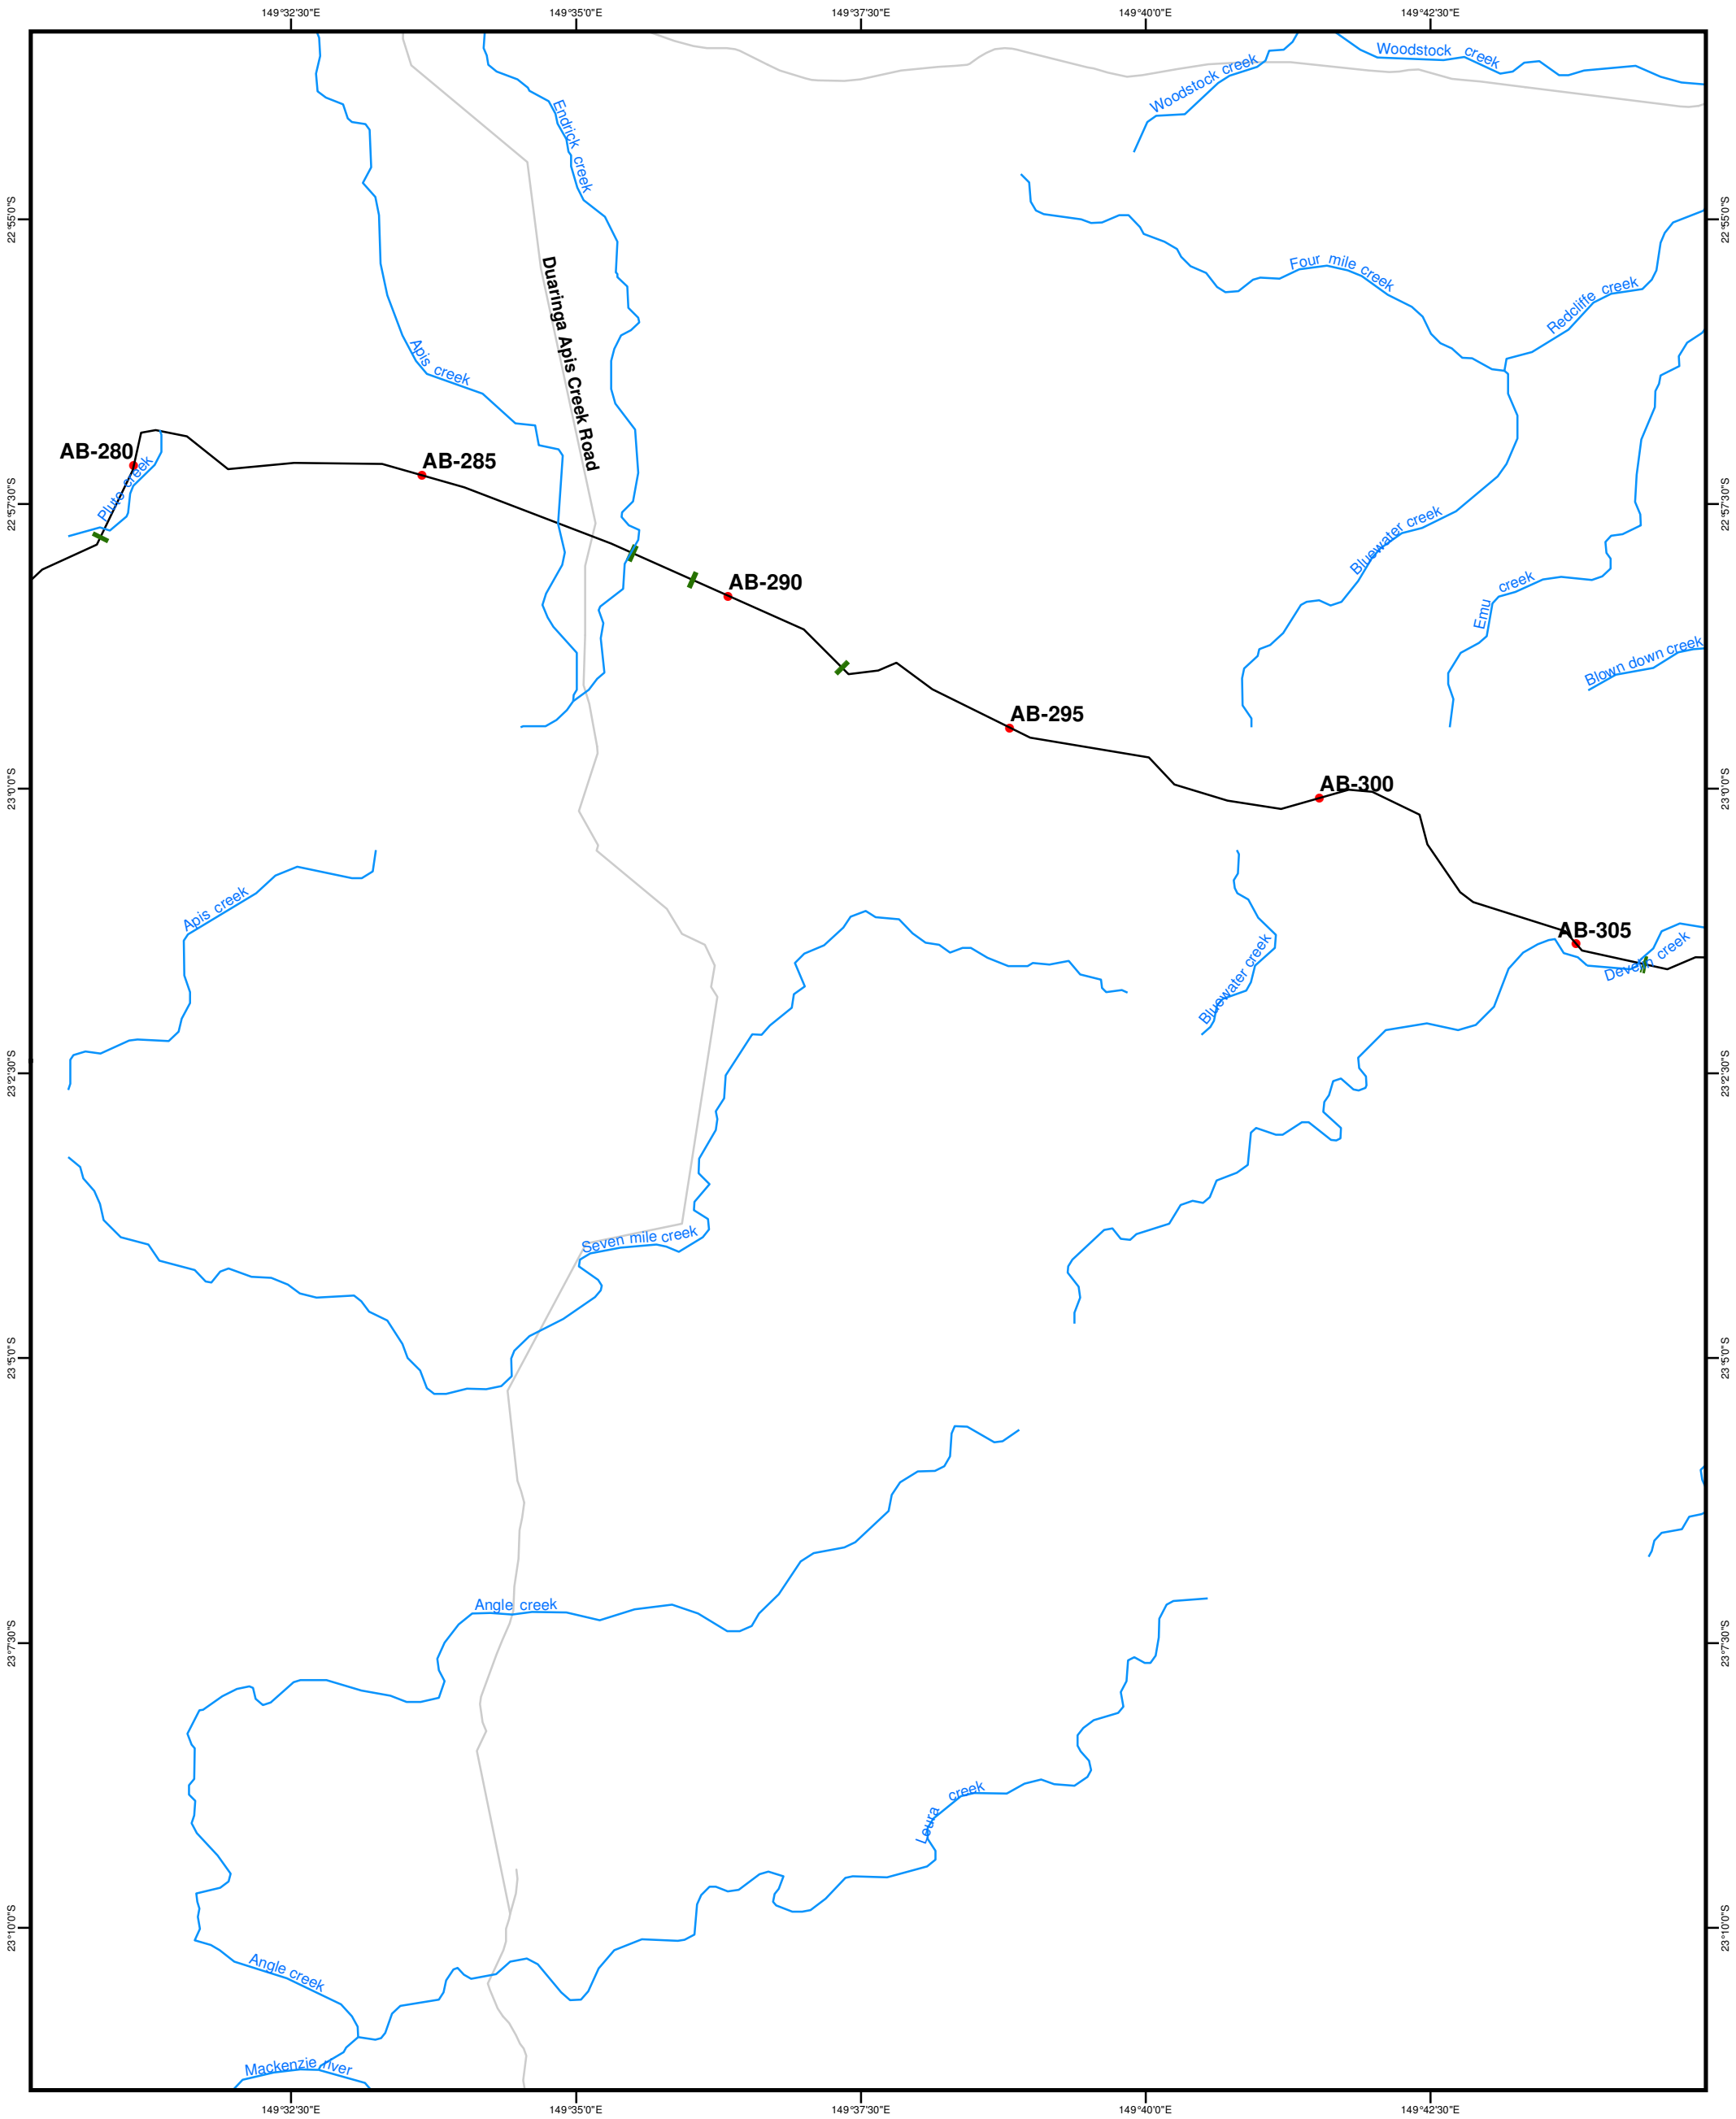 149°32'30"E
149°35'0"E
149°37'30"E
149°40'0"E
149°42'30"E
Woodstock creek
Woodstock creek
Endrick creek
22°55'0"S
22°55'0"S
Four mile creek
Redcliffe creek
Duaringa Apis Creek Road
Apis creek
AB-280
AB-285
Pluto creek
22°57'30"S
22°57'30"S
Bluewater creek
AB-290
Emu creek
Blown down creek
AB-295
23°0'0"S
AB-300
23°0'0"S
Apis creek
AB-305
Bluewater creek
Develin creek
23°2'30"S
23°2'30"S
Seven mile creek
23°5'0"S
23°5'0"S
Angle creek
23°7'30"S
23°7'30"S
Loura creek
23°10'0"S
23°10'0"S
Angle creek
Mackenzie river
149°32'30"E
149°35'0"E
149°37'30"E
149°40'0"E
149°42'30"E